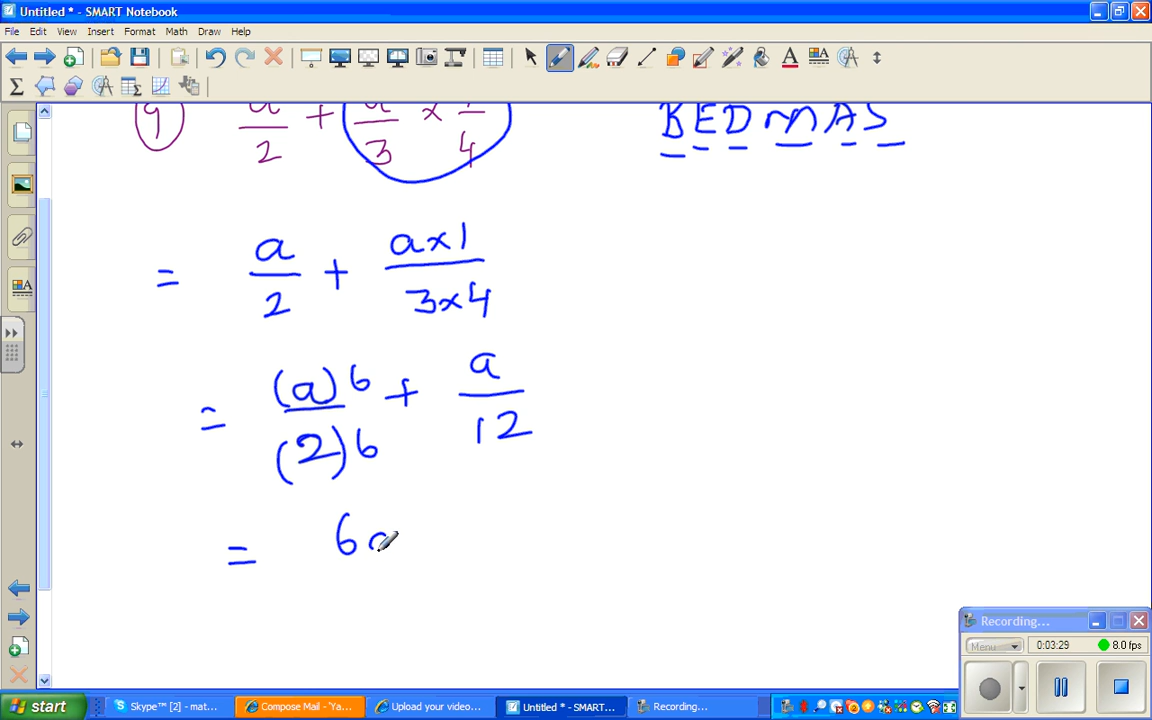 Untitled * - SMART Notebook
File Edit View Insert Format Math Draw Help
9 a/2 + a/3 × 1/4 BEDMAS
= a/2 + a×1/3×4
= (a)6/(2)6 + a/12
= 6a
Recording...
Menu 0:03:29 8.0 fps
start Skype™ [2] - mat... Compose Mail - 'Ya... Upload your video... Untitled * - SMART... Recording...